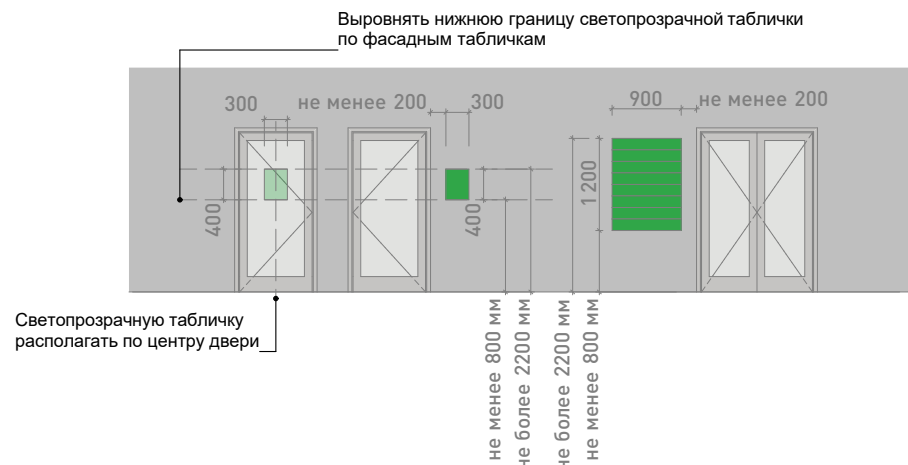 Выровнять нижнюю границу светопрозрачной таблички
по фасадным табличкам
300
не менее 200
300
900
не менее 200
400
400
1200
Светопрозрачную табличку
располагать по центру двери
не менее 800 мм
не более 2200 мм
не более 2200 мм
не менее 800 мм